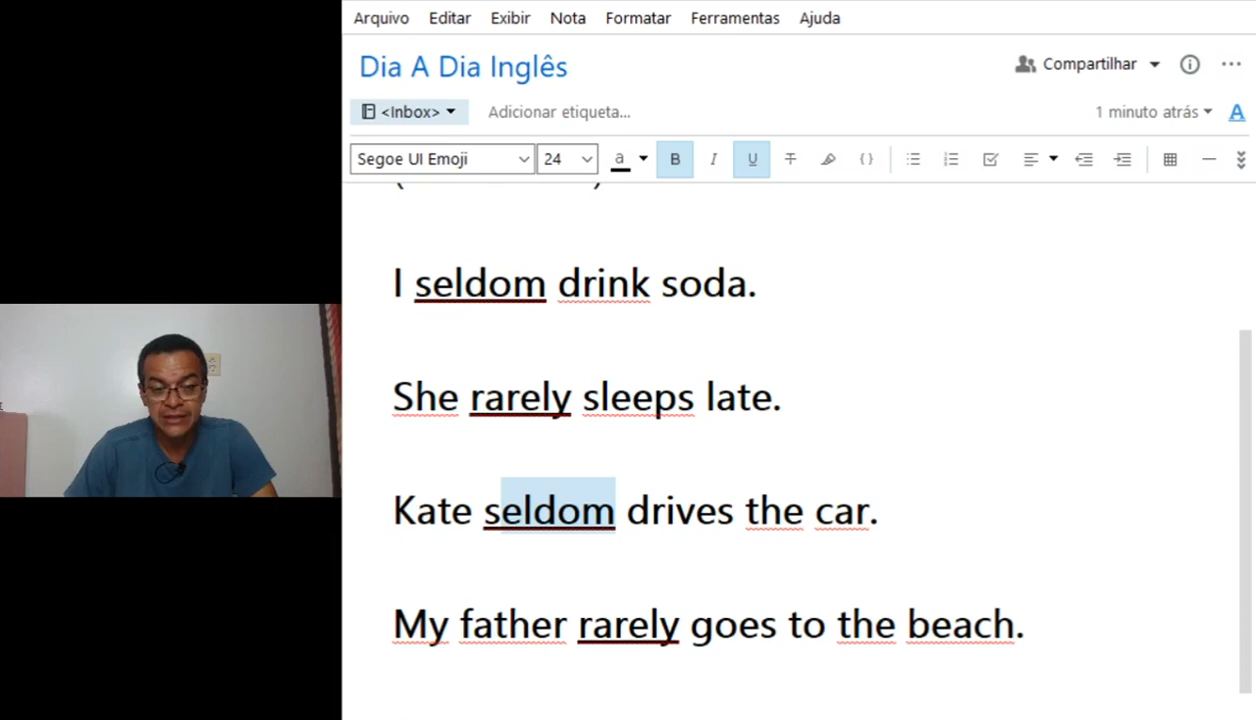 Arquivo Editar Exibir Nota Formatar Ferramentas Ajuda
Dia A Dia Inglês
Compartilhar
<Inbox> Adicionar etiqueta... 1 minuto atrás A
Segoe UI Emoji 24 a B I U T {}
I seldom drink soda.
She rarely sleeps late.
Kate seldom drives the car.
My father rarely goes to the beach.